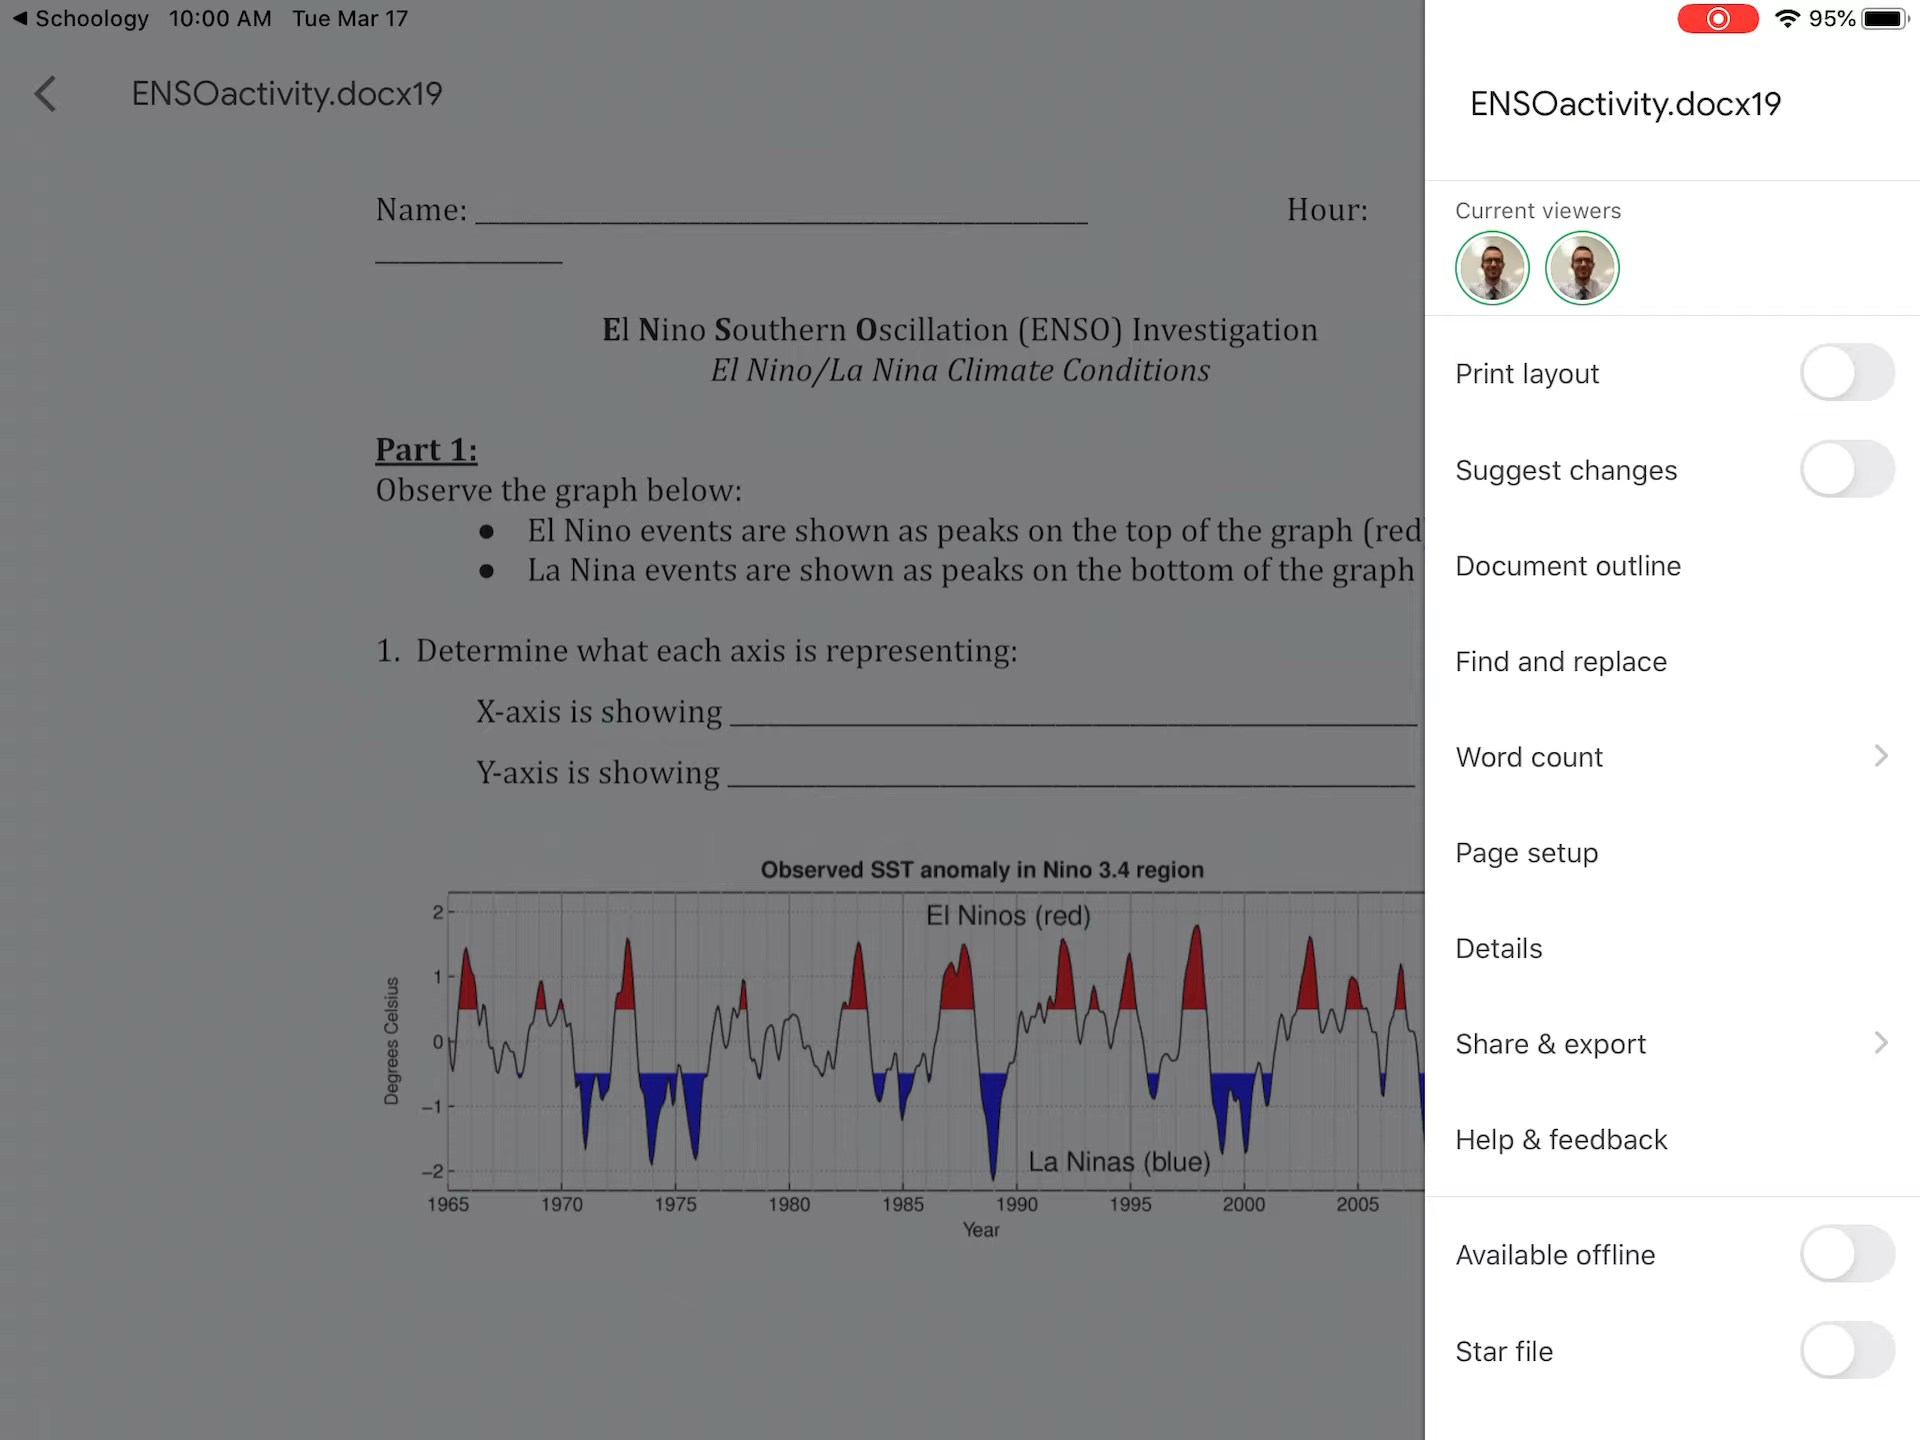 Schoology 10:00 AM Tue Mar 17
95%
ENSOactivity.docx19
Name: ______________________ Hour:
_______
El Nino Southern Oscillation (ENSO) Investigation
El Nino/La Nina Climate Conditions
Part 1:
Observe the graph below:
● El Nino events are shown as peaks on the top of the graph (red
● La Nina events are shown as peaks on the bottom of the graph
1. Determine what each axis is representing:
X-axis is showing ______________________
Y-axis is showing ______________________
Observed SST anomaly in Nino 3.4 region
El Ninos (red)
La Ninas (blue)
Degrees Celsius
2
1
0
−1
−2
1965 1970 1975 1980 1985 1990 1995 2000 2005
Year
ENSOactivity.docx19
Current viewers
Print layout
Suggest changes
Document outline
Find and replace
Word count
Page setup
Details
Share & export
Help & feedback
Available offline
Star file